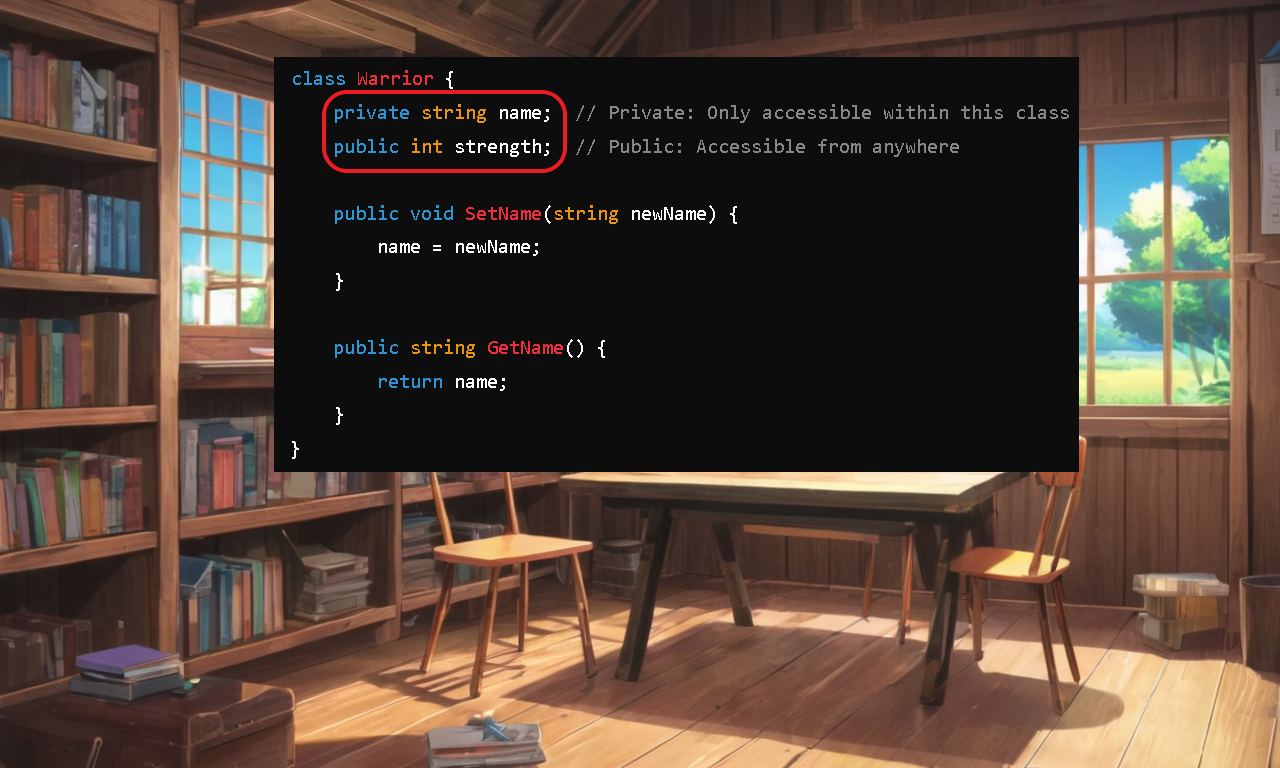 class Warrior {
private string name; // Private: Only accessible within this class
public int strength; // Public: Accessible from anywhere
public void SetName(string newName) {
name = newName;
}
public string GetName() {
return name;
}
}